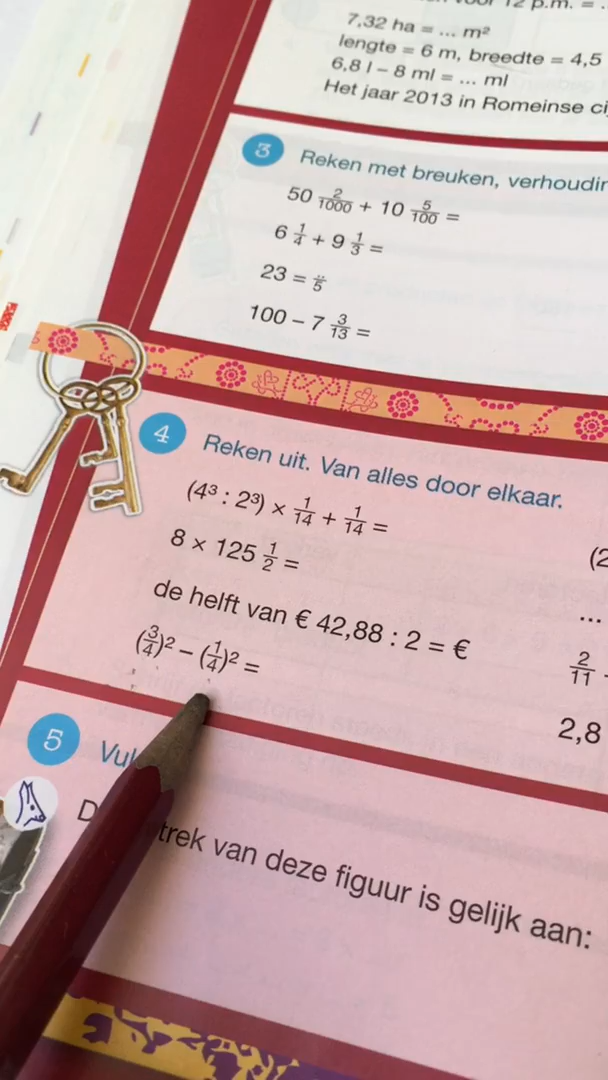 7,32 ha = ... m²
lengte = 6 m, breedte = 4,5
6,8 l – 8 ml = ... ml
Het jaar 2013 in Romeinse
3 Reken met breuken,
50 2/1000 + 10 5/100 =
6 1/4 + 9 1/3 =
23 = ../5
100 – 7 3/13 =
4 Reken uit. Van alles door elkaar.
(4³ : 2³) × 1/14 + 1/14 =
(2
8 × 125 1/2 =
...
de helft van € 42,88 : 2 = €
2/11
(3/4)² – (1/4)² =
2,8
5
van deze figuur is gelijk aan: